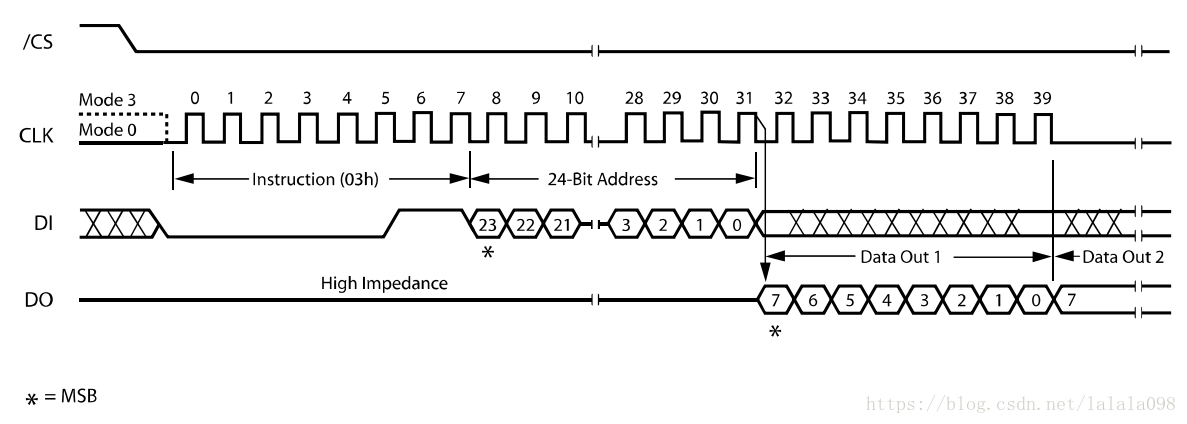 /CS
Mode 3 0 1 2 3 4 5 6 7 8 9 10 28 29 30 31 32 33 34 35 36 37 38 39
CLK Mode 0
Instruction (03h) 24-Bit Address
DI 23 22 21 3 2 1 0
*
Data Out 1 Data Out 2
High Impedance
DO 7 6 5 4 3 2 1 0 7
*
* = MSB
https://blog.csdn.net/lalala098